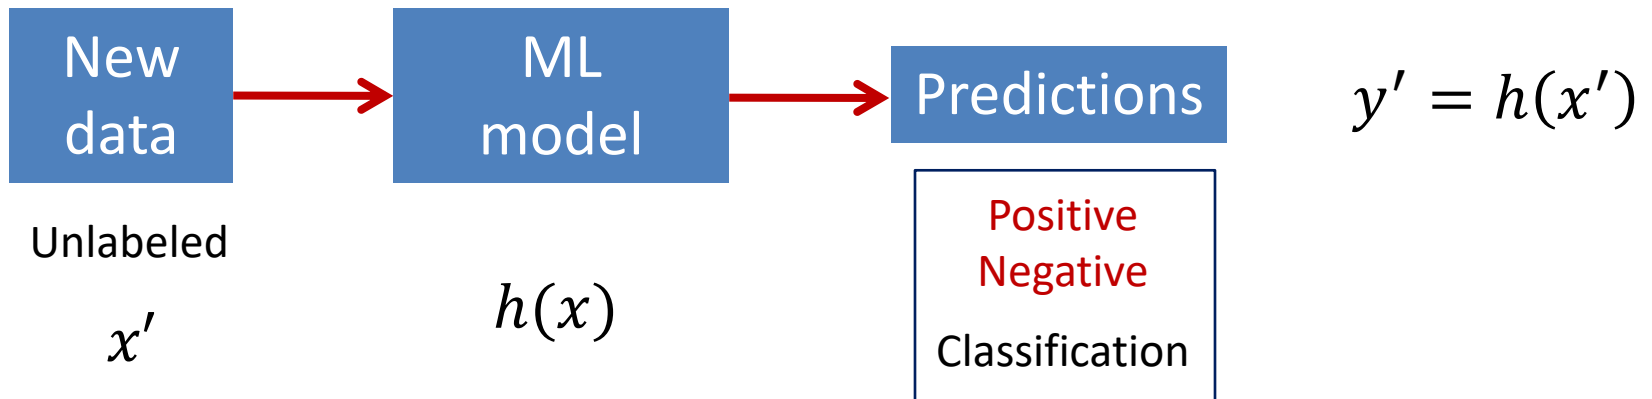 New
data
ML
model
Predictions
y′ = h(x′)
Unlabeled
x′
h(x)
Positive
Negative
Classification